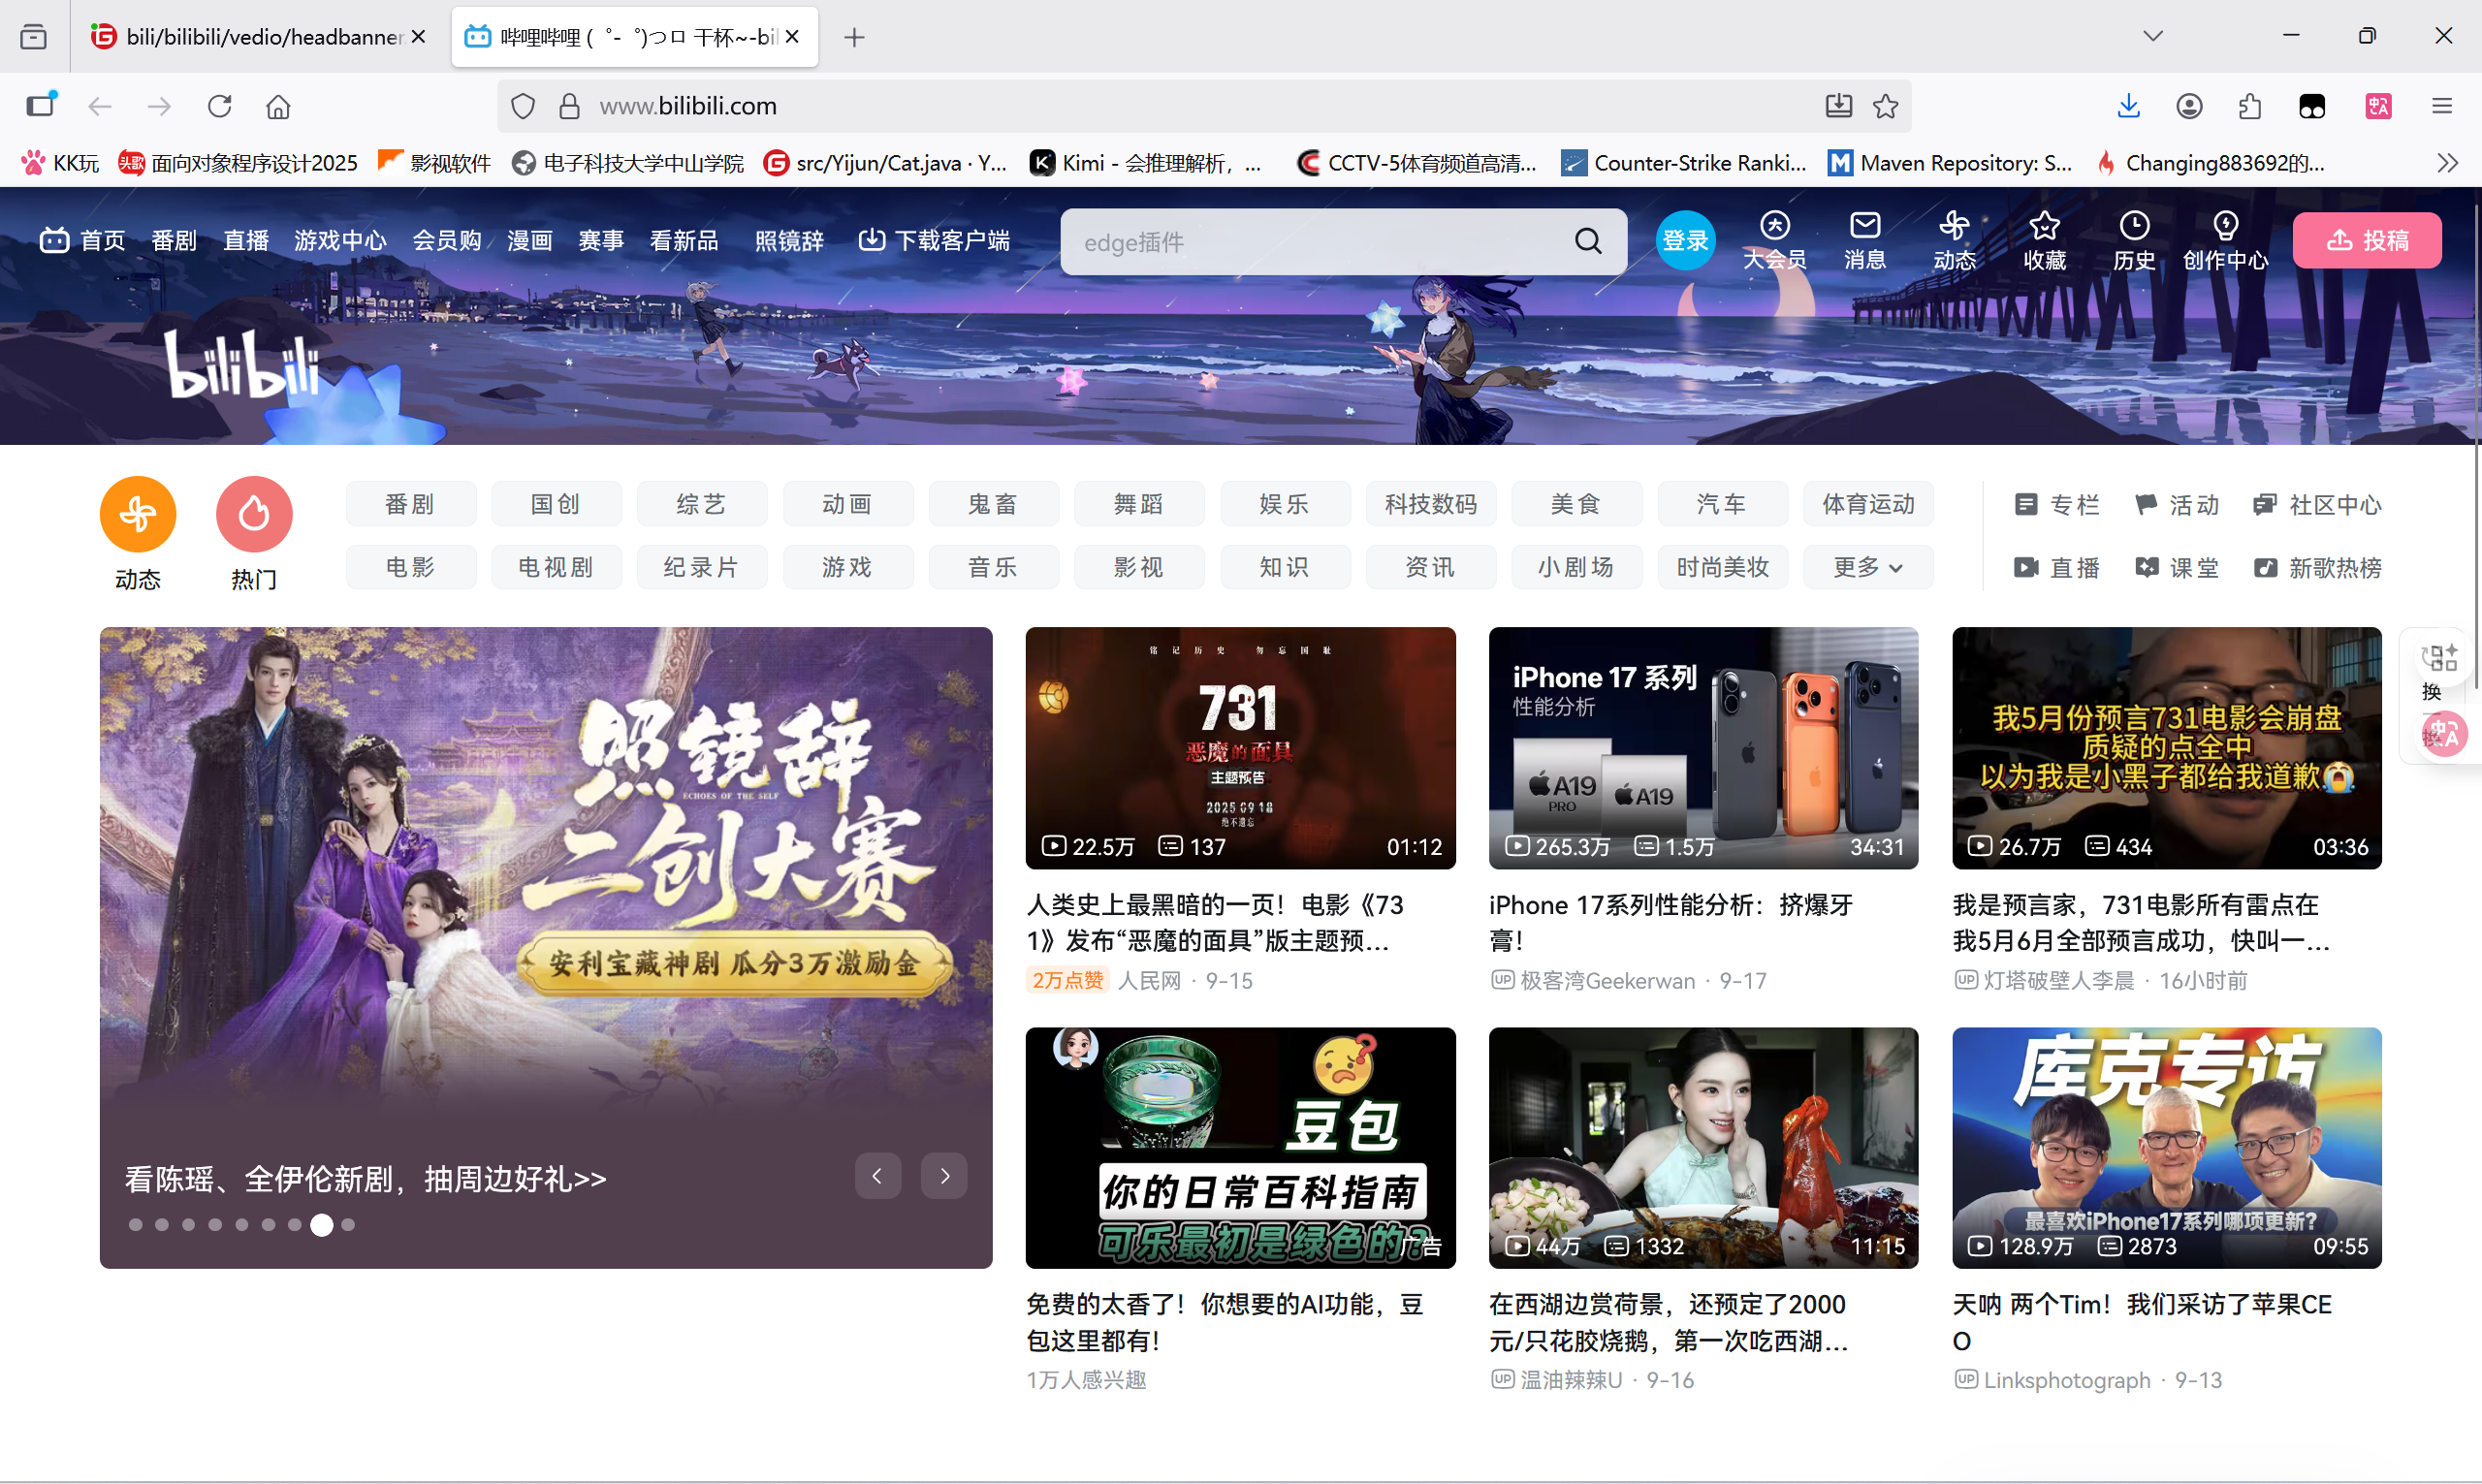 bili/bilibili/vedio/headbanner
哔哩哔哩 (゜-゜)つロ 干杯~-bil
www.bilibili.com
KK玩
头歌 面向对象程序设计2025
影视软件
电子科技大学中山学院
src/Yijun/Cat.java · Y...
Kimi - 会推理解析，...
CCTV-5体育频道高清...
Counter-Strike Ranki...
Maven Repository: S...
Changing883692的...
首页 番剧 直播 游戏中心 会员购 漫画 赛事 看新品 照镜辞 下载客户端
edge插件
登录
大会员 消息 动态 收藏 历史 创作中心
投稿
bilibili
动态 热门
番剧 国创 综艺 动画 鬼畜 舞蹈 娱乐 科技数码 美食 汽车 体育运动
电影 电视剧 纪录片 游戏 音乐 影视 知识 资讯 小剧场 时尚美妆 更多
专栏 活动 社区中心
直播 课堂 新歌热榜
照镜辞
ECHOES OF THE SELF
二创大赛
安利宝藏神剧 瓜分3万激励金
看陈瑶、全伊伦新剧，抽周边好礼>>
铭记历史 勿忘国耻
731
恶魔的面具
主题预告
2025 09 18
绝不遗忘
22.5万 137 01:12
人类史上最黑暗的一页！电影《73
1》发布“恶魔的面具”版主题预...
2万点赞 人民网 · 9-15
iPhone 17 系列
性能分析
A19
PRO
A19
265.3万 1.5万 34:31
iPhone 17系列性能分析：挤爆牙
膏！
UP 极客湾Geekerwan · 9-17
我5月份预言731电影会崩盘
质疑的点全中
以为我是小黑子都给我道歉😭
26.7万 434 03:36
我是预言家，731电影所有雷点在
我5月6日全部预言成功，快叫一...
UP 灯塔破壁人李晨 · 16小时前
换
中A
豆包
你的日常百科指南
可乐最初是绿色的?
广告
免费的太香了！你想要的AI功能，豆
包这里都有！
1万人感兴趣
44万 1332 11:15
在西湖边赏荷景，还预定了2000
元/只花胶烧鹅，第一次吃西湖...
UP 温油辣辣U · 9-16
库克专访
最喜欢iPhone17系列哪项更新?
128.9万 2873 09:55
天呐 两个Tim！我们采访了苹果CE
O
UP Linksphotograph · 9-13